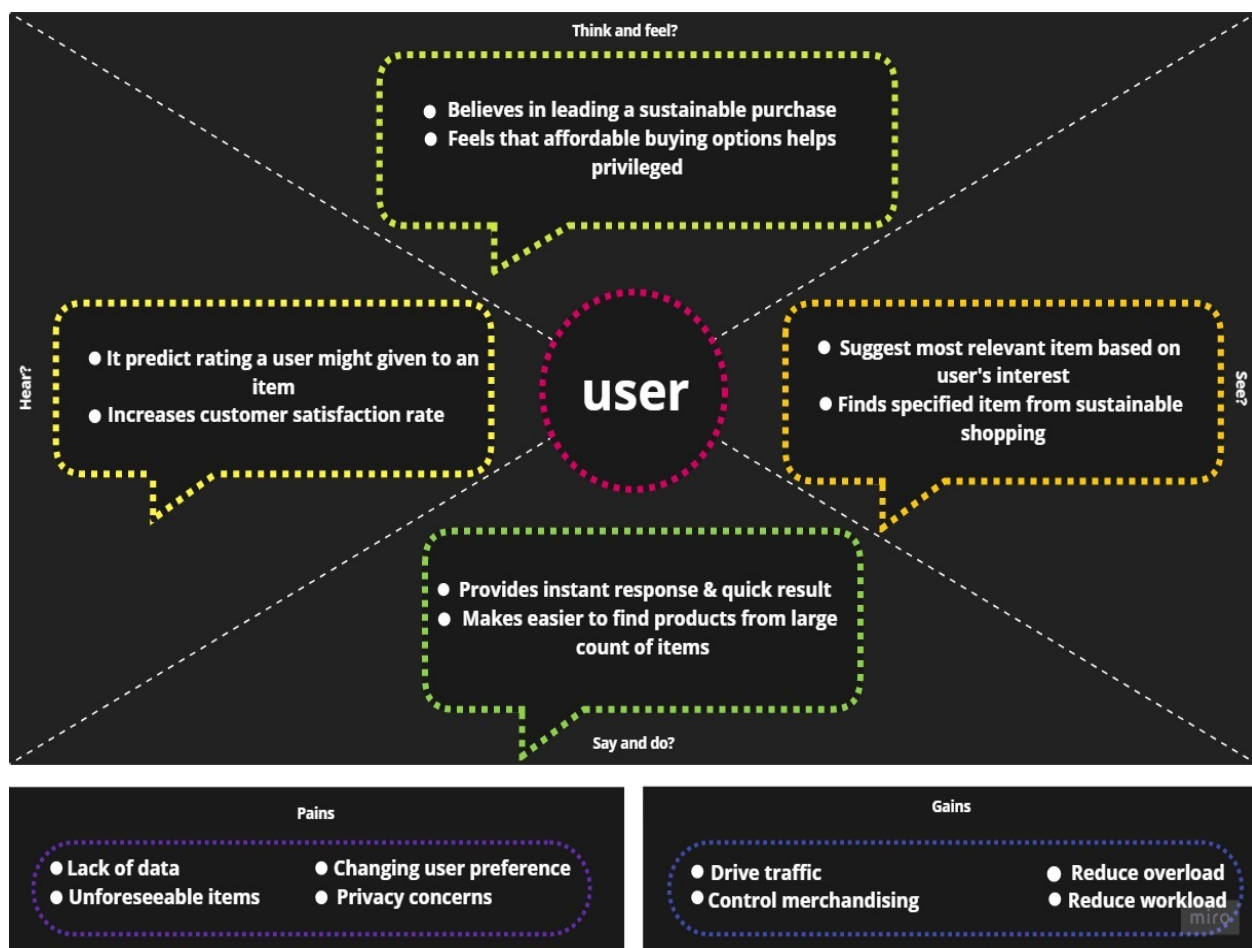 Think and feel?
● Believes in leading a sustainable purchase
● Feels that affordable buying options helps
privileged
Hear?
● It predict rating a user might given to an
item
● Increases customer satisfaction rate
user
● Suggest most relevant item based on
user's interest
● Finds specified item from sustainable
shopping
See?
● Provides instant response & quick result
● Makes easier to find products from large
count of items
Say and do?
Pains
● Lack of data
● Unforeseeable items
● Changing user preference
● Privacy concerns
Gains
● Drive traffic
● Control merchandising
● Reduce overload
● Reduce workload
miro